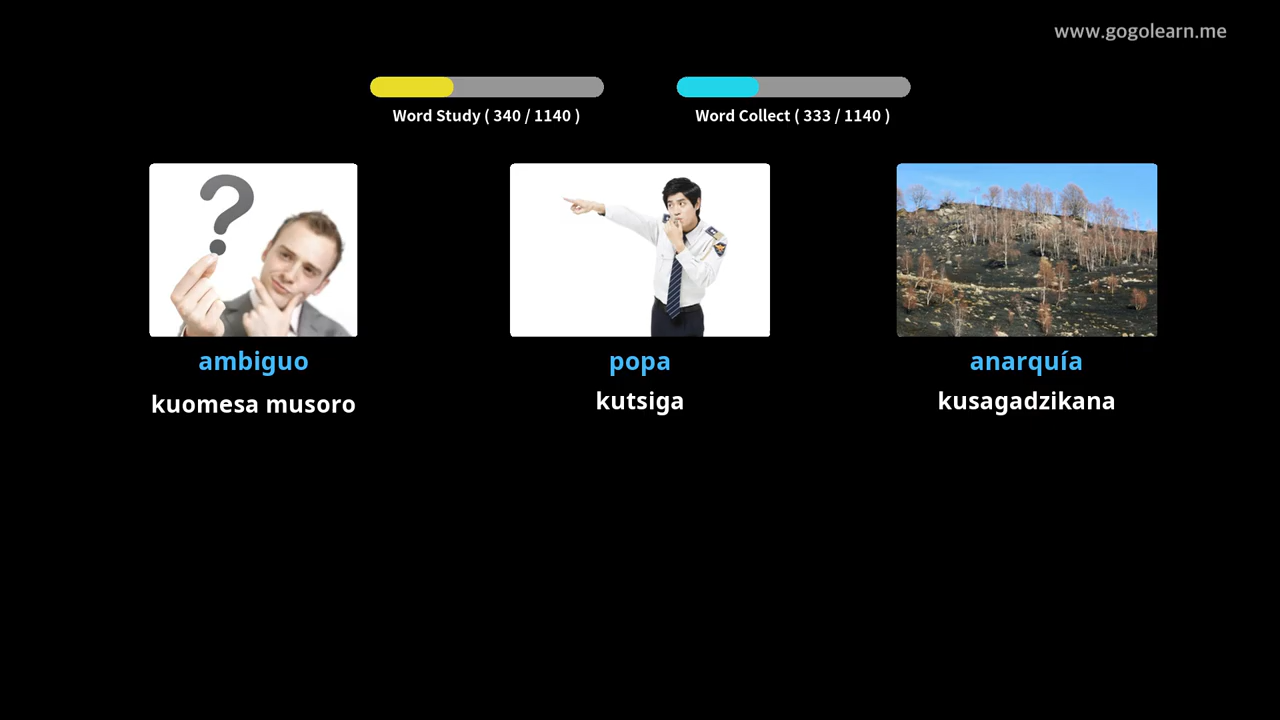 www.gogolearn.me
Word Study ( 340 / 1140 )
Word Collect ( 333 / 1140 )
?
ambiguo
popa
anarquía
kuomesa musoro
kutsiga
kusagadzikana